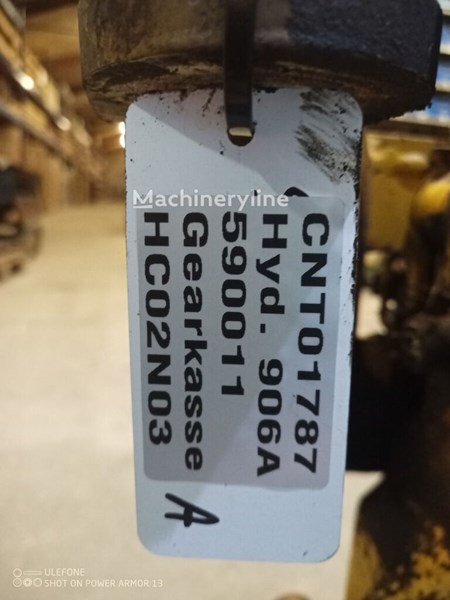 Machineryline
CNT01787
Hyd. 906A
590011
Gearkasse
HC02N03
A
ULEFONE
SHOT ON POWER ARMOR 13